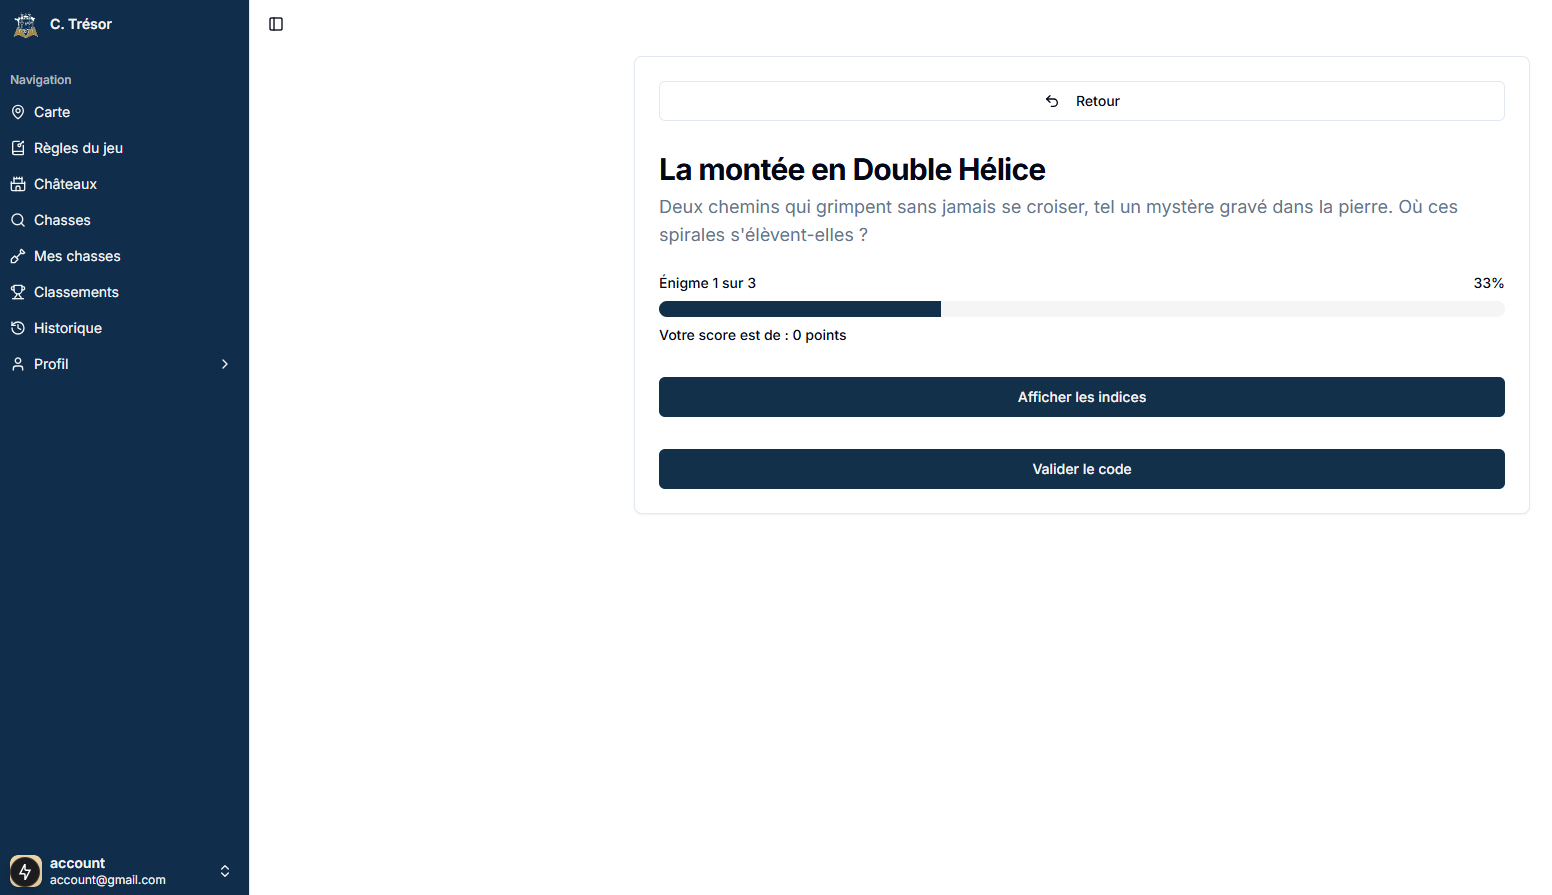 C. Trésor
Navigation
Carte
Règles du jeu
Châteaux
Chasses
Mes chasses
Classements
Historique
Profil
account
account@gmail.com
Retour
La montée en Double Hélice
Deux chemins qui grimpent sans jamais se croiser, tel un mystère gravé dans la pierre. Où ces
spirales s'élèvent-elles ?
Énigme 1 sur 3
33%
Votre score est de : 0 points
Afficher les indices
Valider le code